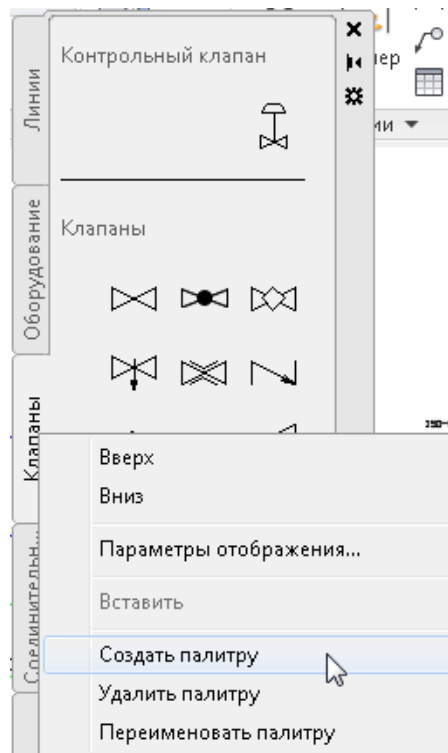 Контрольный клапан
Линии
Оборудование
Клапаны
Клапаны
Соединительн...
Вверх
Вниз
Параметры отображения...
Вставить
Создать палитру
Удалить палитру
Переименовать палитру